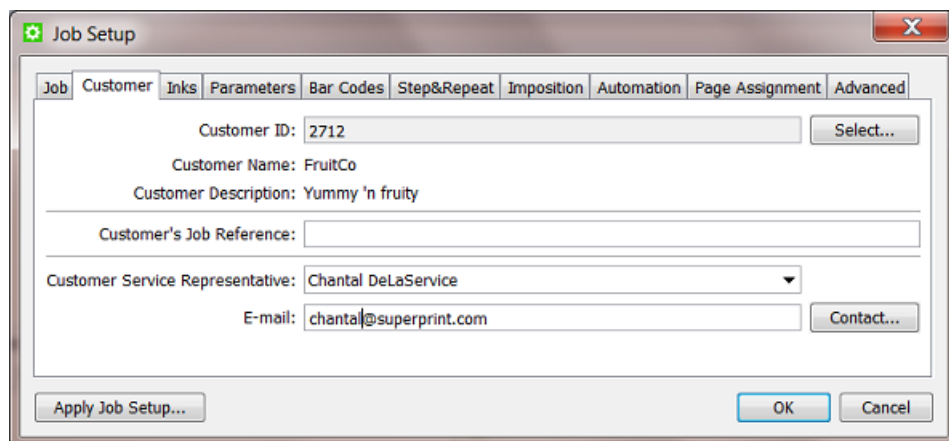 Job Setup
Job Customer Inks Parameters Bar Codes Step&Repeat Imposition Automation Page Assignment Advanced
Customer ID: 2712 Select...
Customer Name: FruitCo
Customer Description: Yummy 'n fruity
Customer's Job Reference:
Customer Service Representative: Chantal DeLaService
E-mail: chantal@superprint.com Contact...
Apply Job Setup... OK Cancel